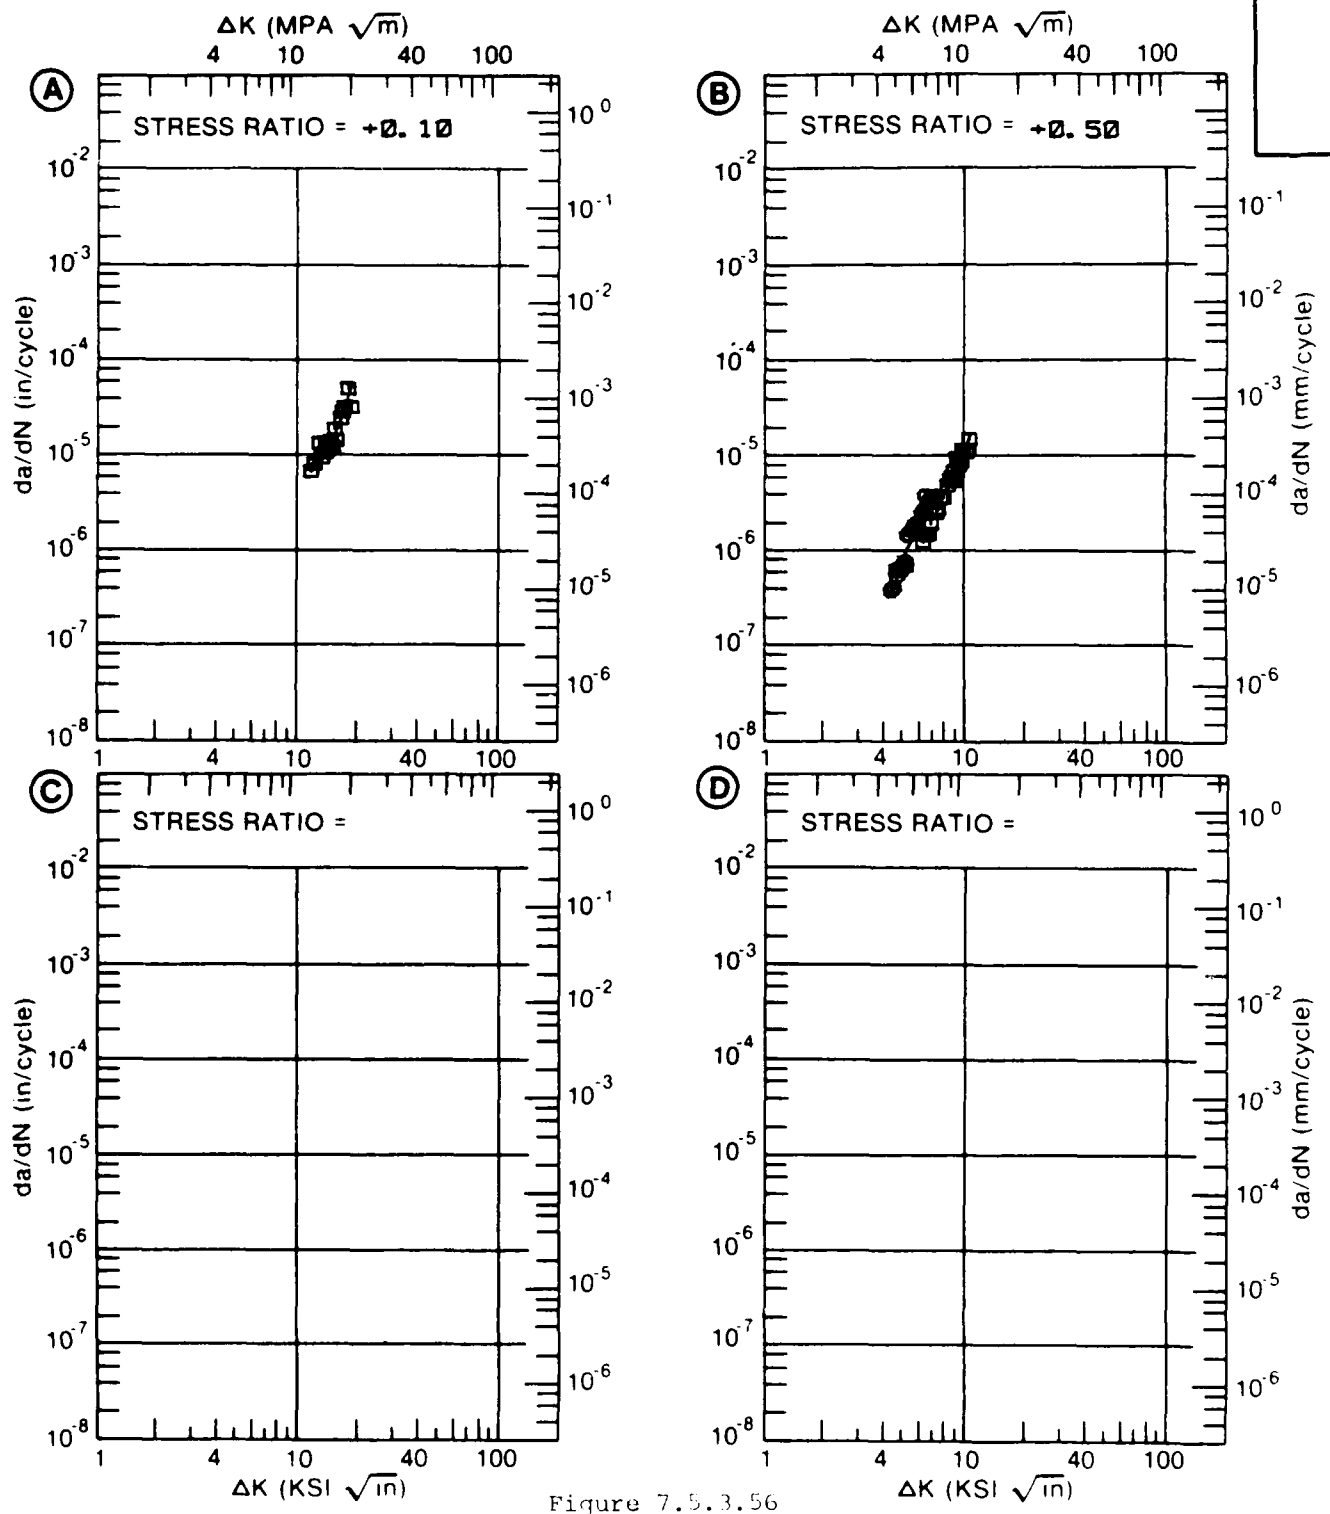 ΔK (MPA √m) ΔK (MPA √m)
4 10 40 100 4 10 40 100
A B
STRESS RATIO = +0.10 STRESS RATIO = +0.50
10^0
10^-2 10^-2
10^-1 10^-1
10^-3 10^-3
10^-2 10^-2
10^-4 10^-4
10^-3 10^-3
10^-5 10^-5
10^-4 10^-4
10^-6 10^-6
10^-5 10^-5
10^-7 10^-7
10^-6 10^-6
10^-8 10^-8
da/dN (in/cycle) da/dN (mm/cycle)
1 4 10 40 100 1 4 10 40 100
C D
STRESS RATIO = STRESS RATIO =
10^0 10^0
10^-2 10^-2
10^-1 10^-1
10^-3 10^-3
10^-2 10^-2
10^-4 10^-4
10^-3 10^-3
10^-5 10^-5
10^-4 10^-4
10^-6 10^-6
10^-5 10^-5
10^-7 10^-7
10^-6 10^-6
10^-8 10^-8
da/dN (in/cycle) da/dN (mm/cycle)
1 4 10 40 100 1 4 10 40 100
ΔK (KSI √in) ΔK (KSI √in)
Figure 7.5.3.56